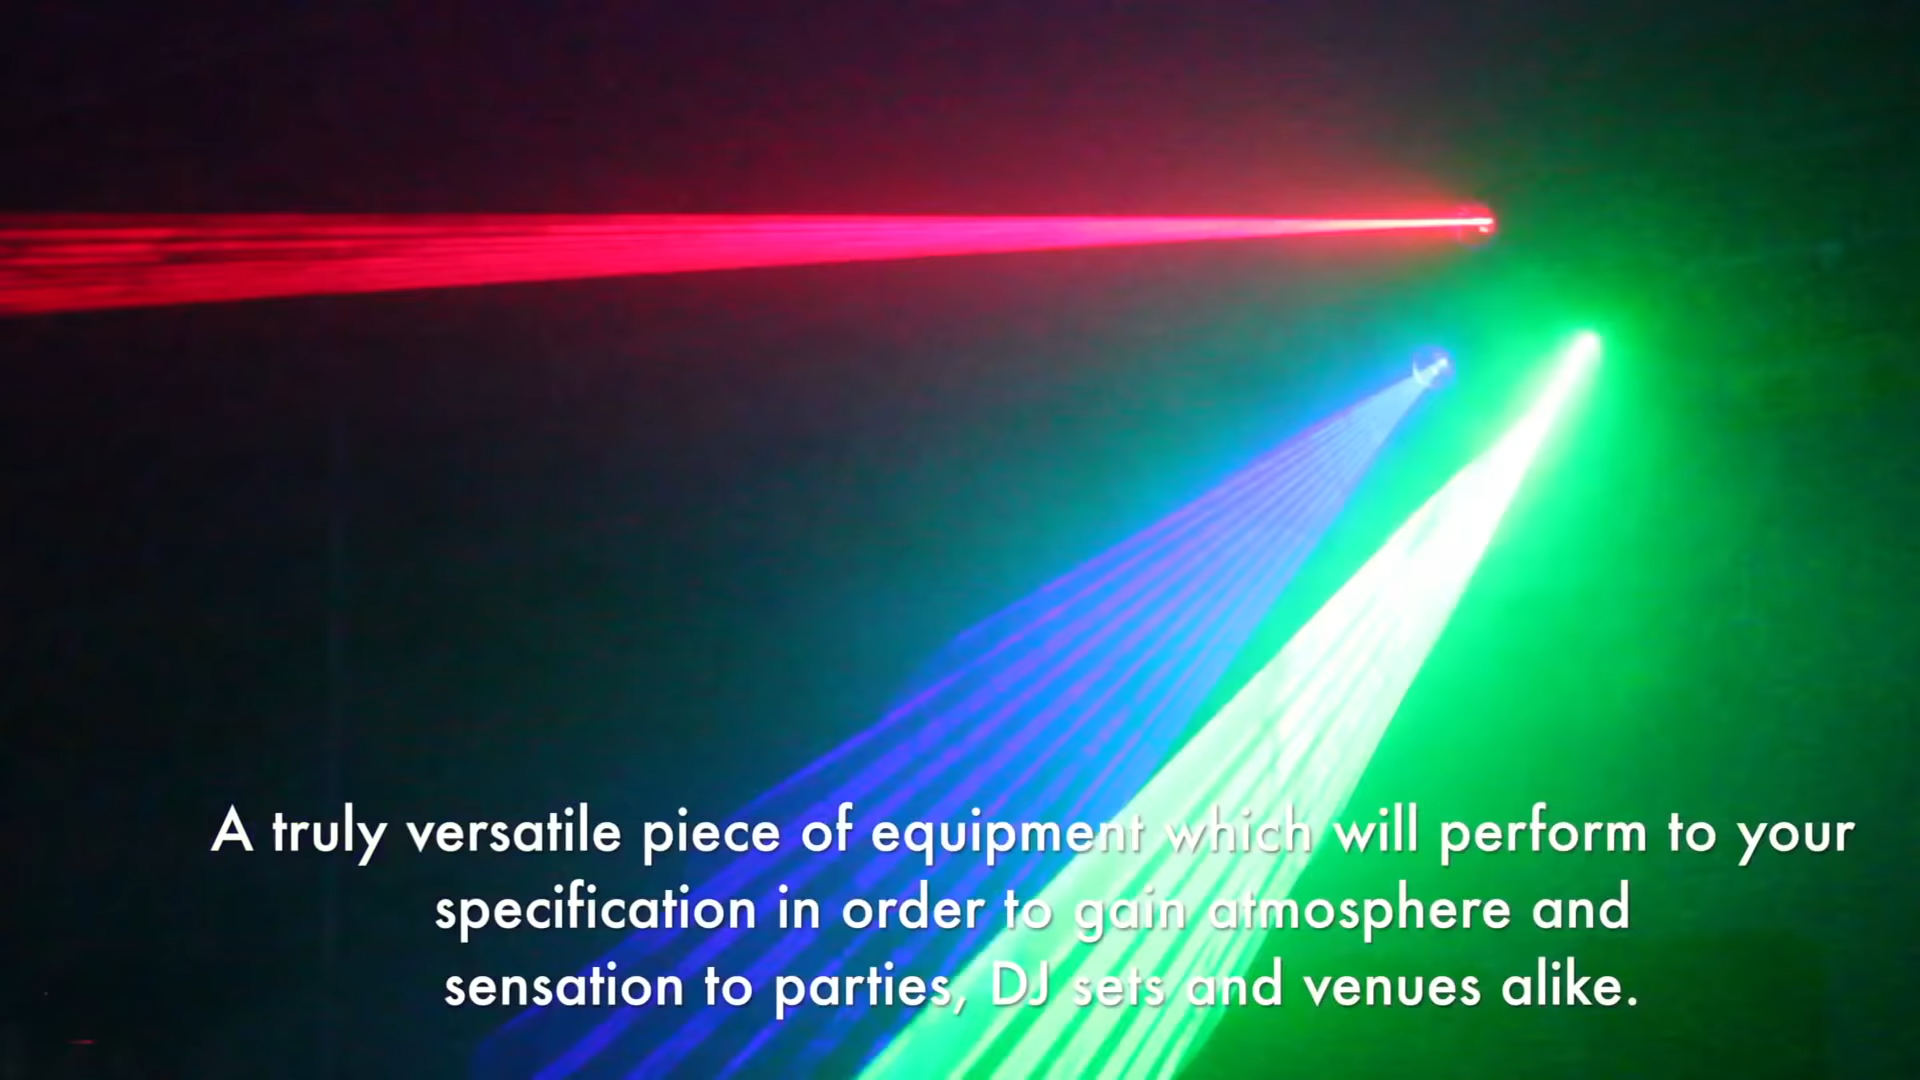 A truly versatile piece of equipment which will perform to your
specification in order to gain atmosphere and
sensation to parties, DJ sets and venues alike.